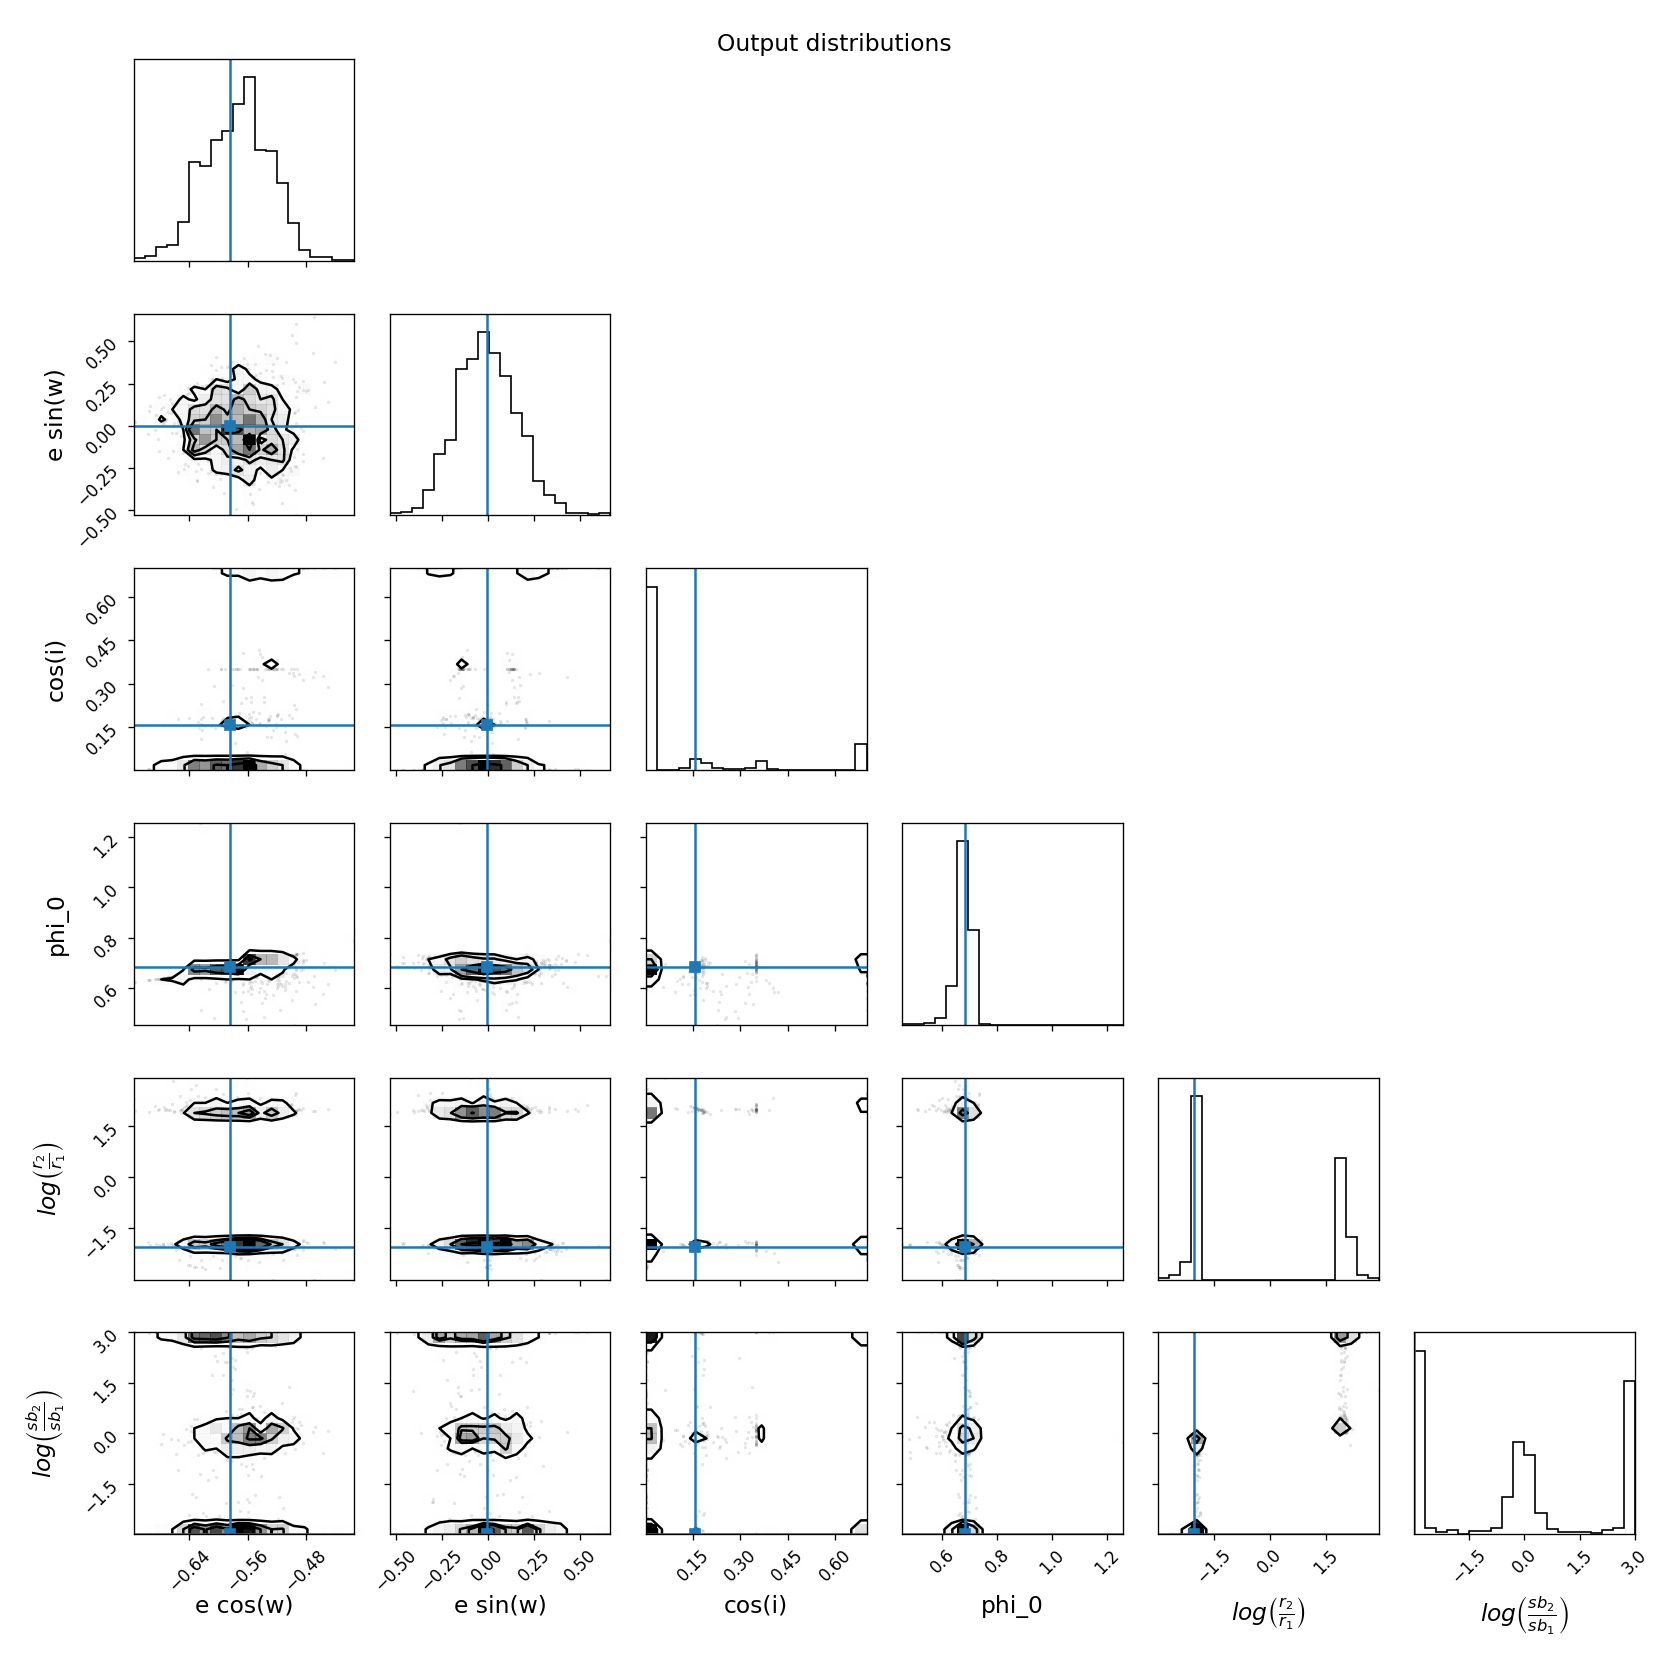 Output distributions
e sin(w)
0.50
0.25
0.00
−0.25
−0.50
cos(i)
0.60
0.45
0.30
0.15
phi_0
1.2
1.0
0.8
0.6
log(r₂/r₁)
1.5
0.0
−1.5
log(sb₂/sb₁)
3.0
1.5
0.0
−1.5
−0.64 −0.56 −0.48
−0.50 −0.25 0.00 0.25 0.50
0.15 0.30 0.45 0.60
0.6 0.8 1.0 1.2
−1.5 0.0 1.5
−1.5 0.0 1.5 3.0
e cos(w)
e sin(w)
cos(i)
phi_0
log(r₂/r₁)
log(sb₂/sb₁)